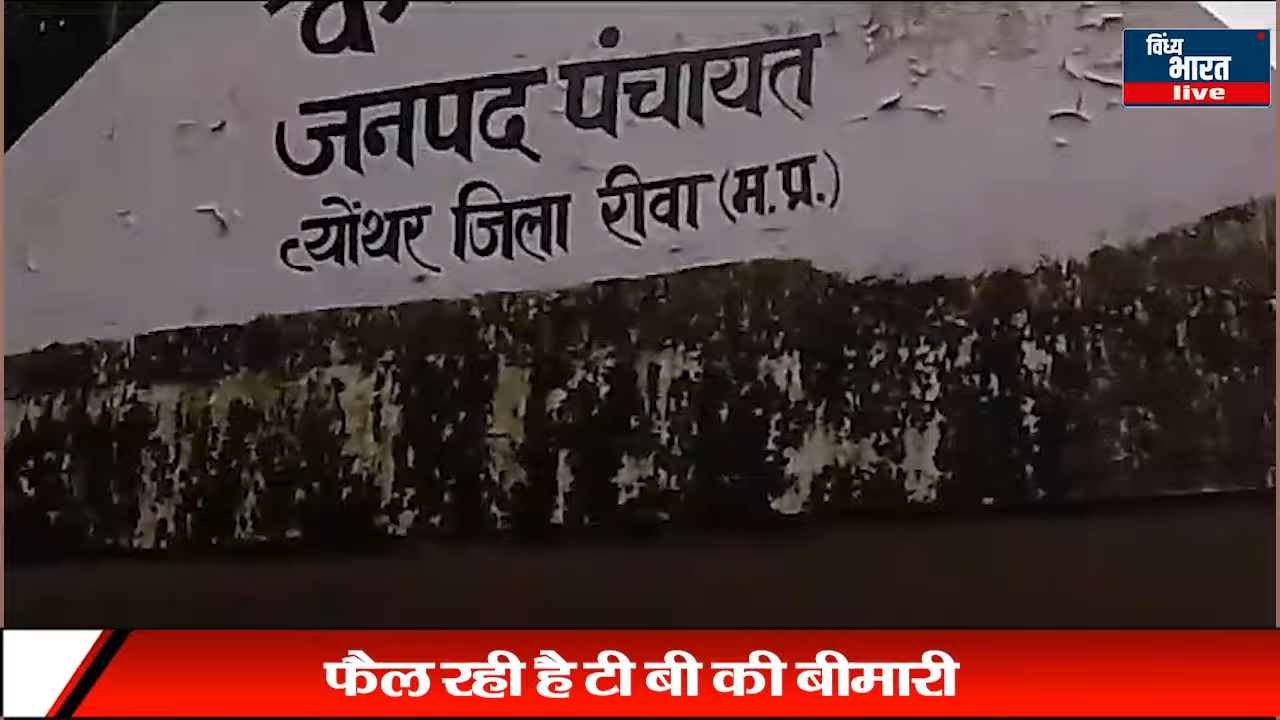 विंध्य
भारत
live
जनपद पंचायत
त्योंथर जिला रीवा (म.प्र.)
फैल रही है टी बी की बीमारी